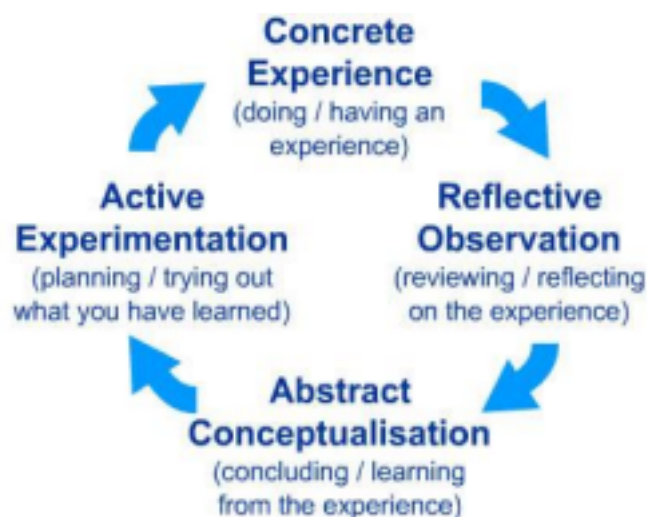 Concrete
Experience
(doing / having an
experience)
Reflective
Observation
(reviewing / reflecting
on the experience)
Abstract
Conceptualisation
(concluding / learning
from the experience)
Active
Experimentation
(planning / trying out
what you have learned)